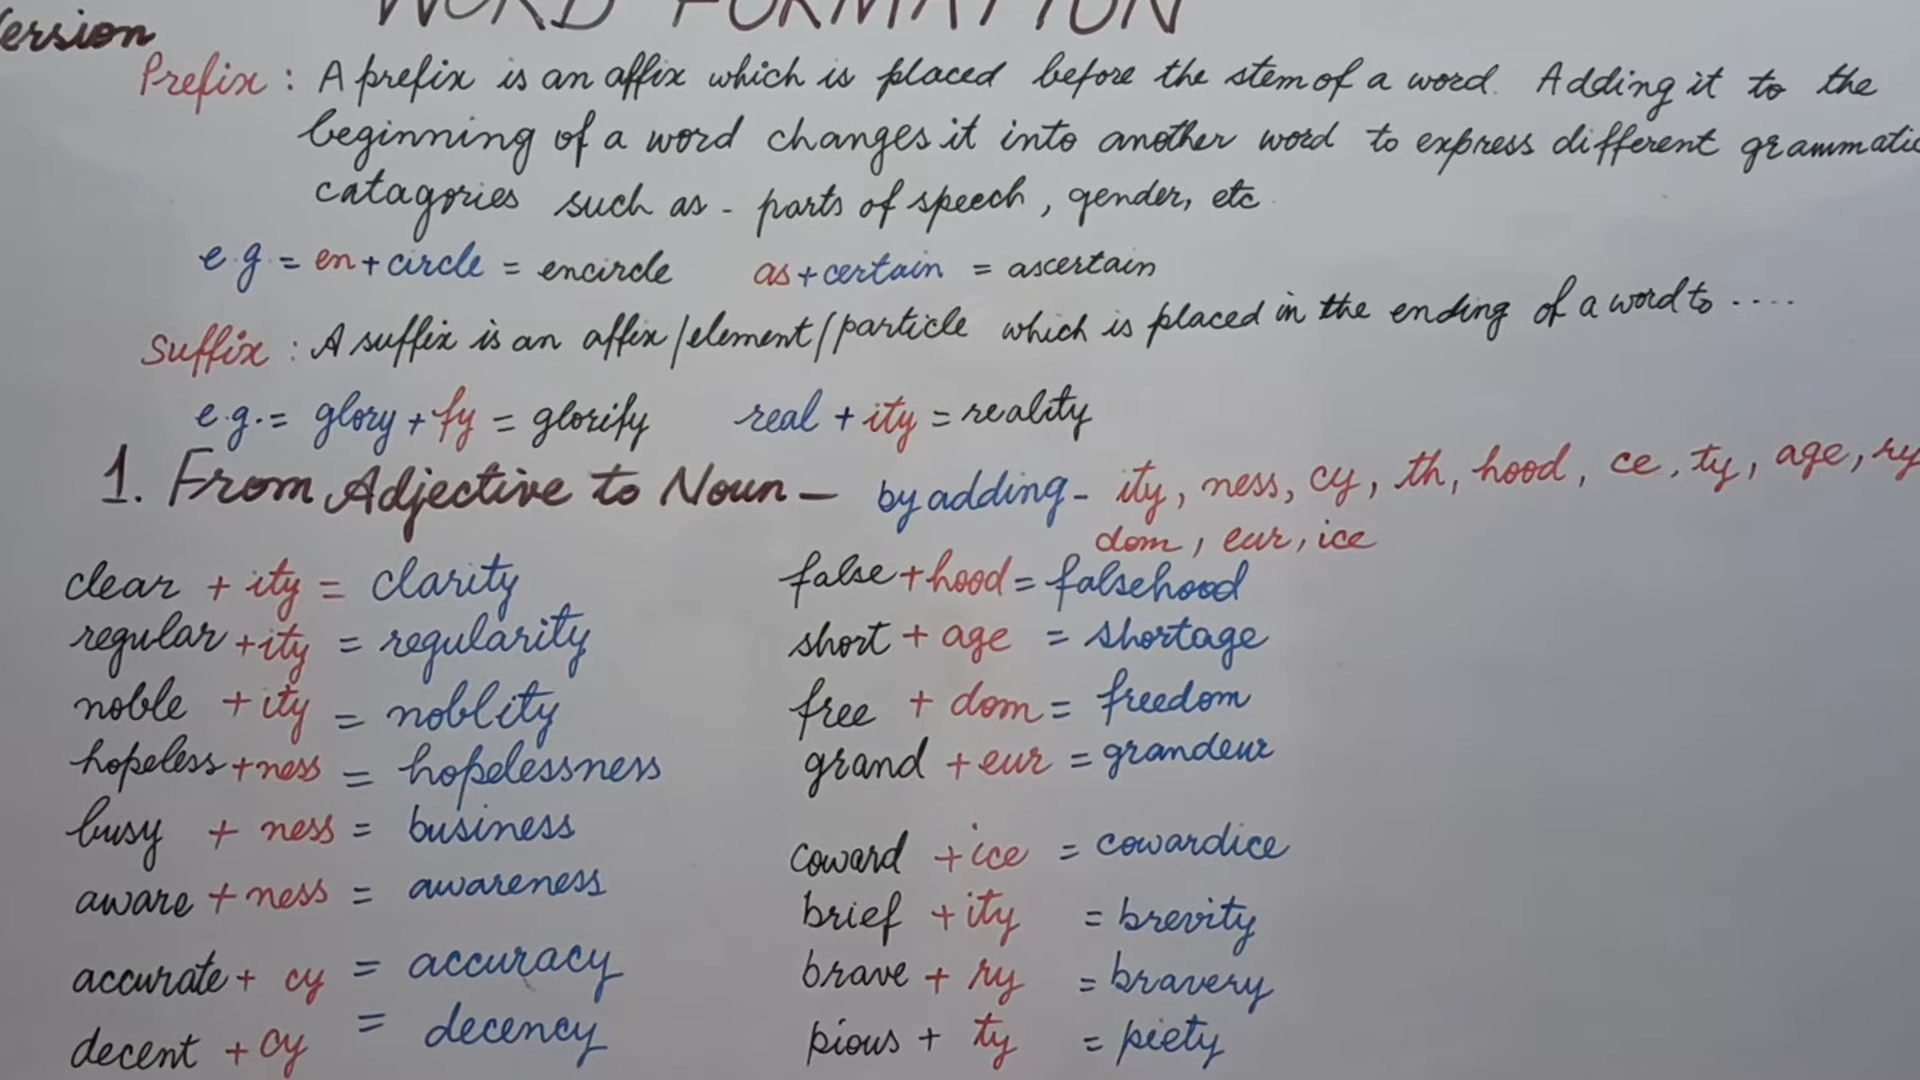 WORD FORMATION
ersion
Prefix : A prefix is an affix which is placed before the stem of a word. Adding it to the
beginning of a word changes it into another word to express different grammatic
catagories such as - parts of speech, gender, etc.
e.g = en + circle = encircle as + certain = ascertain
Suffix : A suffix is an affix/element/particle which is placed in the ending of a word to ....
e.g. = glory + fy = glorify real + ity = reality
1. From Adjective to Noun — by adding - ity, ness, cy, th, hood, ce, ty, age, ry
dom, eur, ice
clear + ity = clarity
regular + ity = regularity
noble + ity = noblity
hopeless + ness = hopelessness
busy + ness = business
aware + ness = awareness
accurate + cy = accuracy
decent + cy = decency
false + hood = falsehood
short + age = shortage
free + dom = freedom
grand + eur = grandeur
coward + ice = cowardice
brief + ity = brevity
brave + ry = bravery
pious + ty = piety